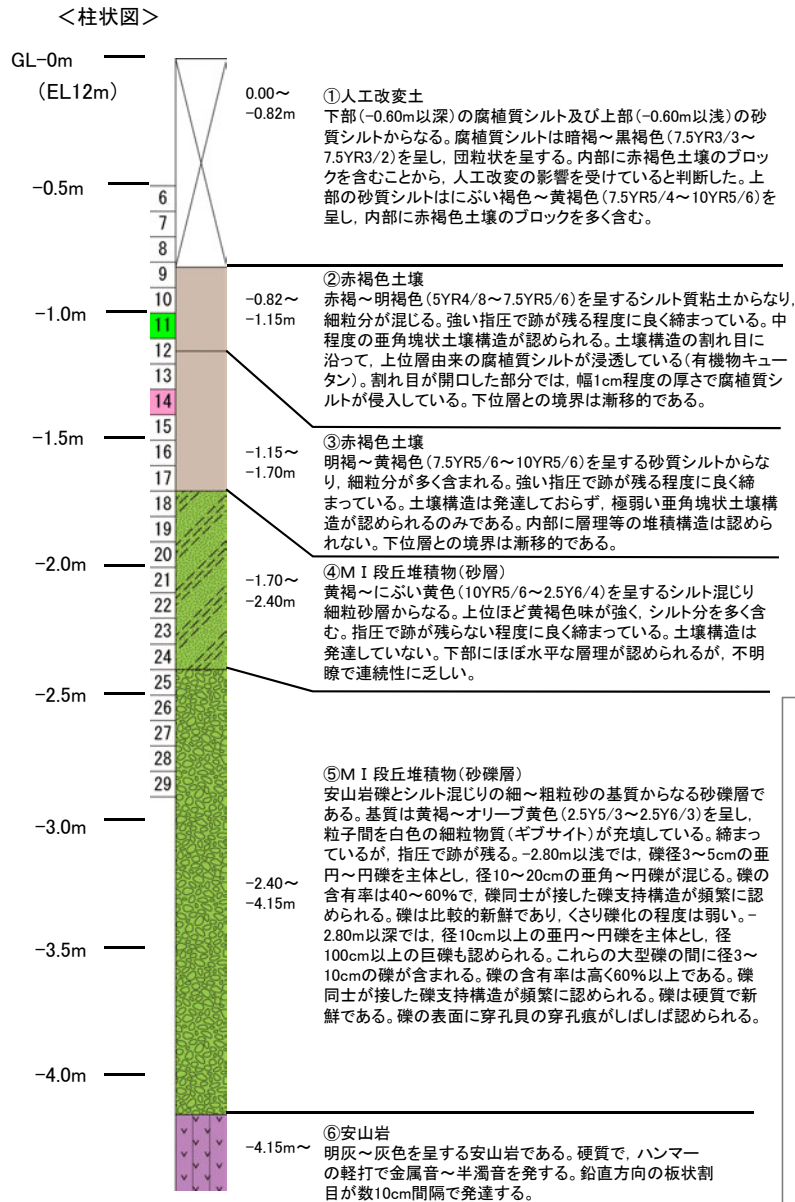 ＜柱状図＞
GL-0m
(EL12m)
-0.5m
-1.0m
-1.5m
-2.0m
-2.5m
-3.0m
-3.5m
-4.0m
6
7
8
9
10
11
12
13
14
15
16
17
18
19
20
21
22
23
24
25
26
27
28
29
0.00～
-0.82m
①人工改変土
下部(-0.60m以深)の腐植質シルト及び上部(-0.60m以浅)の砂
質シルトからなる。腐植質シルトは暗褐～黒褐色(7.5YR3/3～
7.5YR3/2)を呈し，団粒状を呈する。内部に赤褐色土壌のブロッ
クを含むことから，人工改変の影響を受けていると判断した。上
部の砂質シルトはにぶい褐色～黄褐色(7.5YR5/4～10YR5/6)を
呈し，内部に赤褐色土壌のブロックを多く含む。
-0.82～
-1.15m
②赤褐色土壌
赤褐～明褐色(5YR4/8～7.5YR5/6)を呈するシルト質粘土からなり，
細粒分が混じる。強い指圧で跡が残る程度に良く締まっている。中
程度の亜角塊状土壌構造が認められる。土壌構造の割れ目に
沿って，上位層由来の腐植質シルトが浸透している(有機物キュー
タン)。割れ目が開口した部分では，幅1cm程度の厚さで腐植質シ
ルトが侵入している。下位層との境界は漸移的である。
-1.15～
-1.70m
③赤褐色土壌
明褐～黄褐色(7.5YR5/6～10YR5/6)を呈する砂質シルトからな
り，細粒分が多く含まれる。強い指圧で跡が残る程度に良く締
まっている。土壌構造は発達しておらず，極弱い亜角塊状土壌構
造が認められるのみである。内部に層理等の堆積構造は認めら
れない。下位層との境界は漸移的である。
-1.70～
-2.40m
④ＭⅠ段丘堆積物(砂層)
黄褐～にぶい黄色(10YR5/6～2.5Y6/4)を呈するシルト混じり
細粒砂層からなる。上位ほど黄褐色味が強く，シルト分を多く含
む。指圧で跡が残らない程度に良く締まっている。土壌構造は
発達していない。下部にほぼ水平な層理が認められるが，不明
瞭で連続性に乏しい。
-2.40～
-4.15m
⑤ＭⅠ段丘堆積物(砂礫層)
安山岩礫とシルト混じりの細～粗粒砂の基質からなる砂礫層で
ある。基質は黄褐～オリーブ黄色(2.5Y5/3～2.5Y6/3)を呈し，
粒子間を白色の細粒物質(ギブサイト)が充填している。締まっ
ているが，指圧で跡が残る。-2.80m以浅では，礫径3～5cmの亜
円～円礫を主体とし，径10～20cmの亜角～円礫が混じる。礫の
含有率は40～60%で，礫同士が接した礫支持構造が頻繁に認
められる。礫は比較的新鮮であり，くさり礫化の程度は弱い。-
2.80m以深では，径10cm以上の亜円～円礫を主体とし，径
100cm以上の巨礫も認められる。これらの大型礫の間に径3～
10cmの礫が含まれる。礫の含有率は高く60%以上である。礫
同士が接した礫支持構造が頻繁に認められる。礫は硬質で新
鮮である。礫の表面に穿孔貝の穿孔痕がしばしば認められる。
-4.15m～
⑥安山岩
明灰～灰色を呈する安山岩である。硬質で，ハンマー
の軽打で金属音～半濁音を発する。鉛直方向の板状割
目が数10cm間隔で発達する。